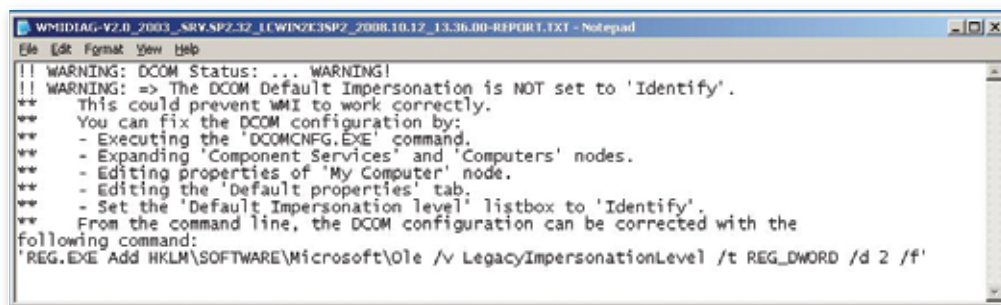 WMIDIAG-V2.0_2003_.SRV.SP2.32_LCWIN2K3SP2_2008.10.12_13.36.00-REPORT.TXT - Notepad
File Edit Format View Help
!! WARNING: DCOM Status: ... WARNING!
!! WARNING: => The DCOM Default Impersonation is NOT set to 'Identify'.
** This could prevent WMI to work correctly.
** You can fix the DCOM configuration by:
** - Executing the 'DCOMCNFG.EXE' command.
** - Expanding 'Component Services' and 'Computers' nodes.
** - Editing properties of 'My Computer' node.
** - Editing the 'Default properties' tab.
** - Set the 'Default Impersonation level' listbox to 'Identify'.
** From the command line, the DCOM configuration can be corrected with the
following command:
'REG.EXE Add HKLM\SOFTWARE\Microsoft\Ole /v LegacyImpersonationLevel /t REG_DWORD /d 2 /f'